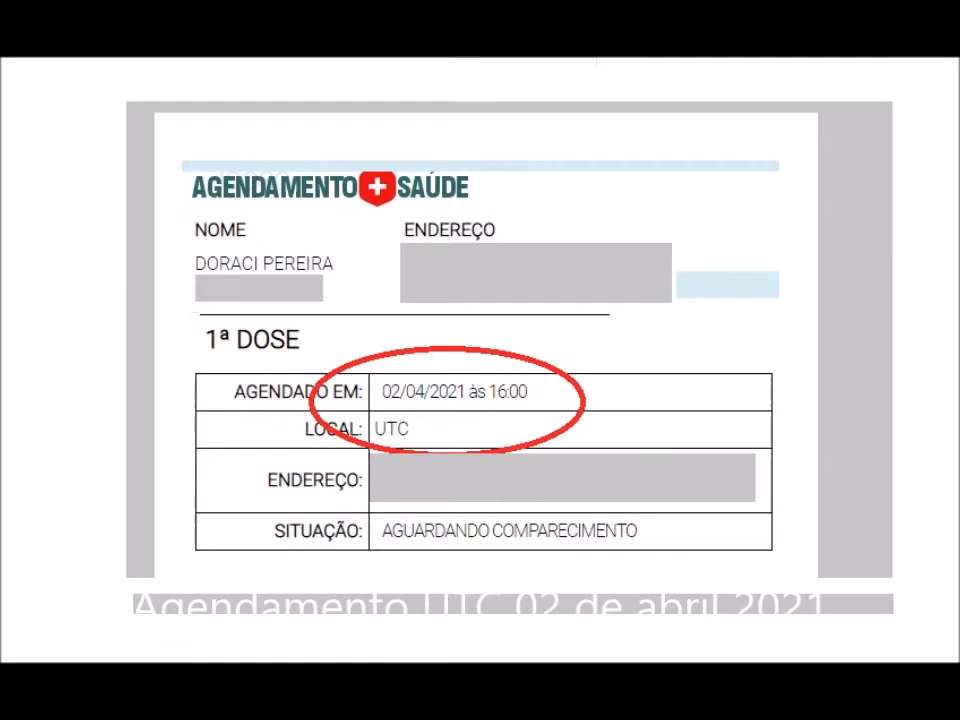 AGENDAMENTO SAÚDE
NOME ENDEREÇO
DORACI PEREIRA
1ª DOSE
AGENDADO EM: 02/04/2021 às 16:00
LOCAL: UTC
ENDEREÇO:
SITUAÇÃO: AGUARDANDO COMPARECIMENTO
Agendamento UTC 02 de abril 2021